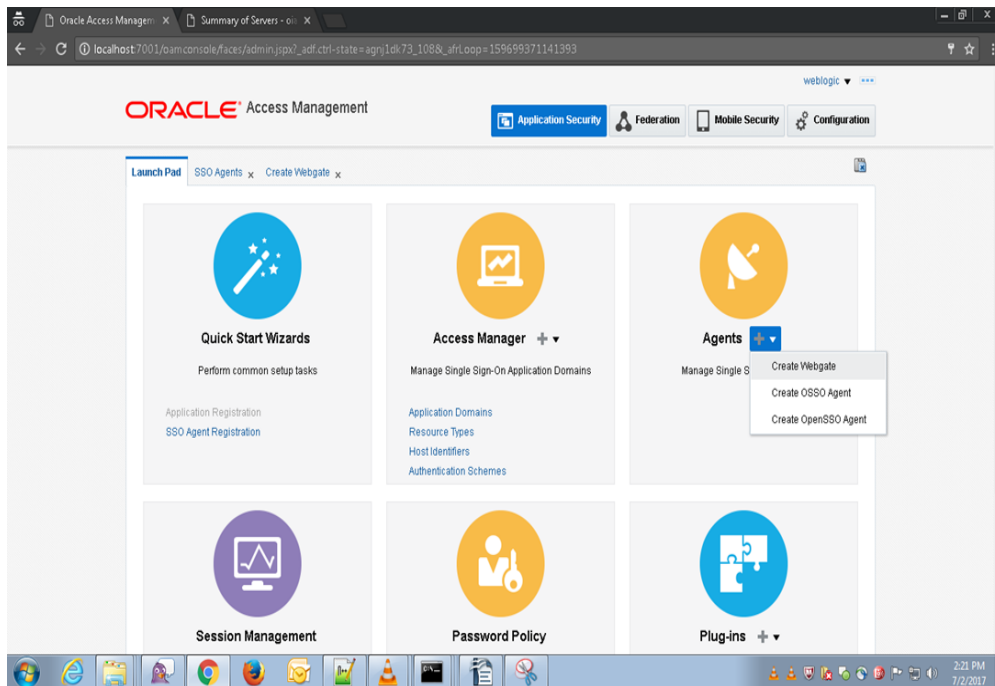 Oracle Access Managem
Summary of Servers - oi
localhost:7001/oamconsole/faces/admin.jspx?_adf.ctrl-state=agnj1dk73_108&_afrLoop=159699371141393
weblogic
ORACLE Access Management
Application Security
Federation
Mobile Security
Configuration
Launch Pad
SSO Agents
Create Webgate
Quick Start Wizards
Perform common setup tasks
Application Registration
SSO Agent Registration
Access Manager
Manage Single Sign-On Application Domains
Application Domains
Resource Types
Host Identifiers
Authentication Schemes
Agents
Manage Single S
Create Webgate
Create OSSO Agent
Create OpenSSO Agent
Session Management
Password Policy
Plug-ins
2:21 PM
7/2/2017